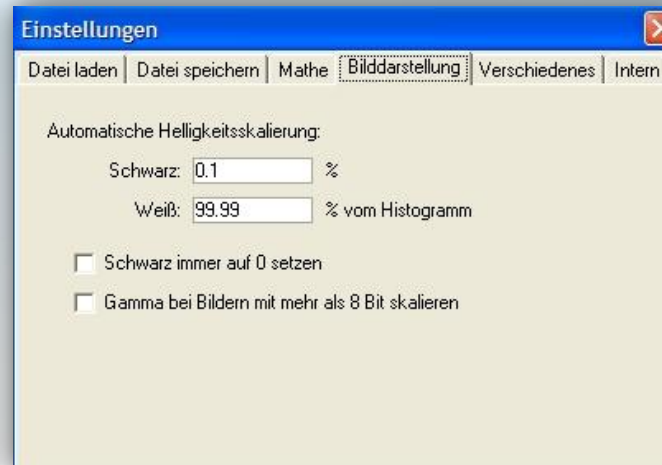 Einstellungen
Datei laden Datei speichern Mathe Bilddarstellung Verschiedenes Intern
Automatische Helligkeitsskalierung:
Schwarz: 0.1 %
Weiß: 99.99 % vom Histogramm
Schwarz immer auf 0 setzen
Gamma bei Bildern mit mehr als 8 Bit skalieren